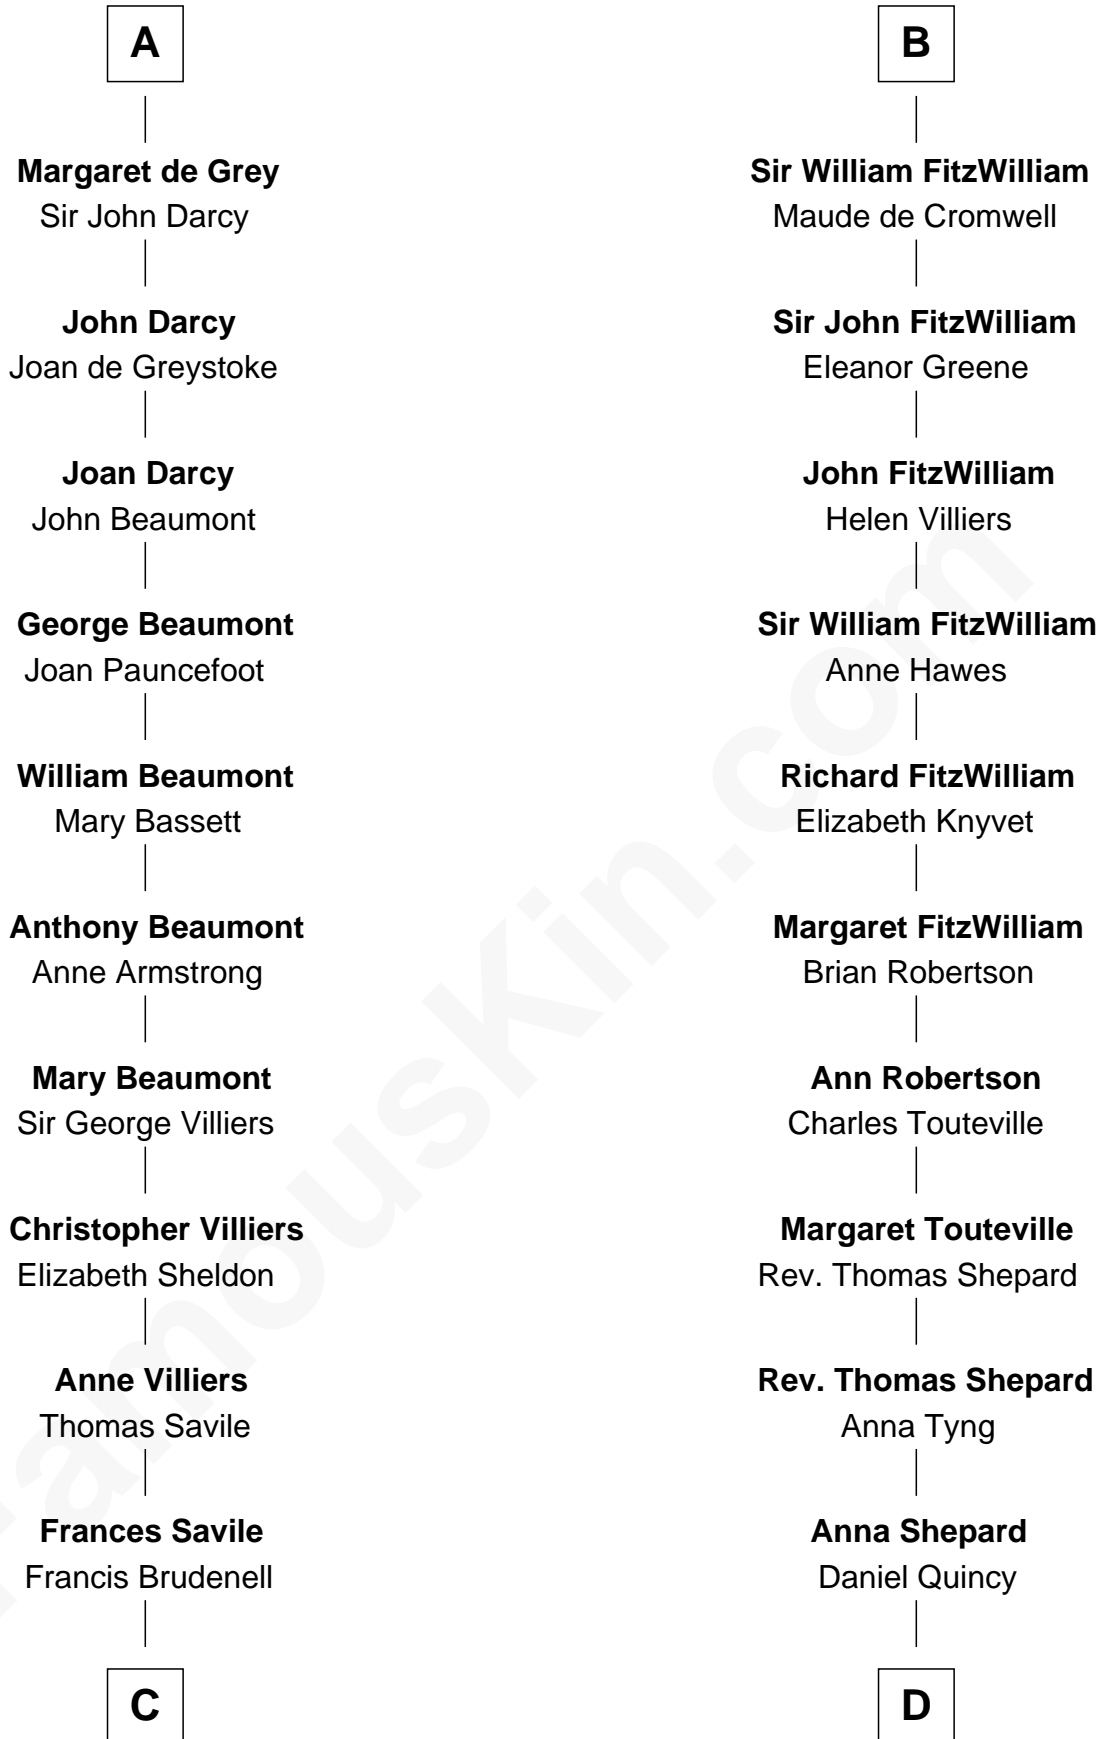 A
Margaret de Grey
Sir John Darcy
John Darcy
Joan de Greystoke
Joan Darcy
John Beaumont
George Beaumont
Joan Pauncefoot
William Beaumont
Mary Bassett
Anthony Beaumont
Anne Armstrong
Mary Beaumont
Sir George Villiers
Christopher Villiers
Elizabeth Sheldon
Anne Villiers
Thomas Savile
Frances Savile
Francis Brudenell
C
B
Sir William FitzWilliam
Maude de Cromwell
Sir John FitzWilliam
Eleanor Greene
John FitzWilliam
Helen Villiers
Sir William FitzWilliam
Anne Hawes
Richard FitzWilliam
Elizabeth Knyvet
Margaret FitzWilliam
Brian Robertson
Ann Robertson
Charles Touteville
Margaret Touteville
Rev. Thomas Shepard
Rev. Thomas Shepard
Anna Tyng
Anna Shepard
Daniel Quincy
D
FamousKin.com